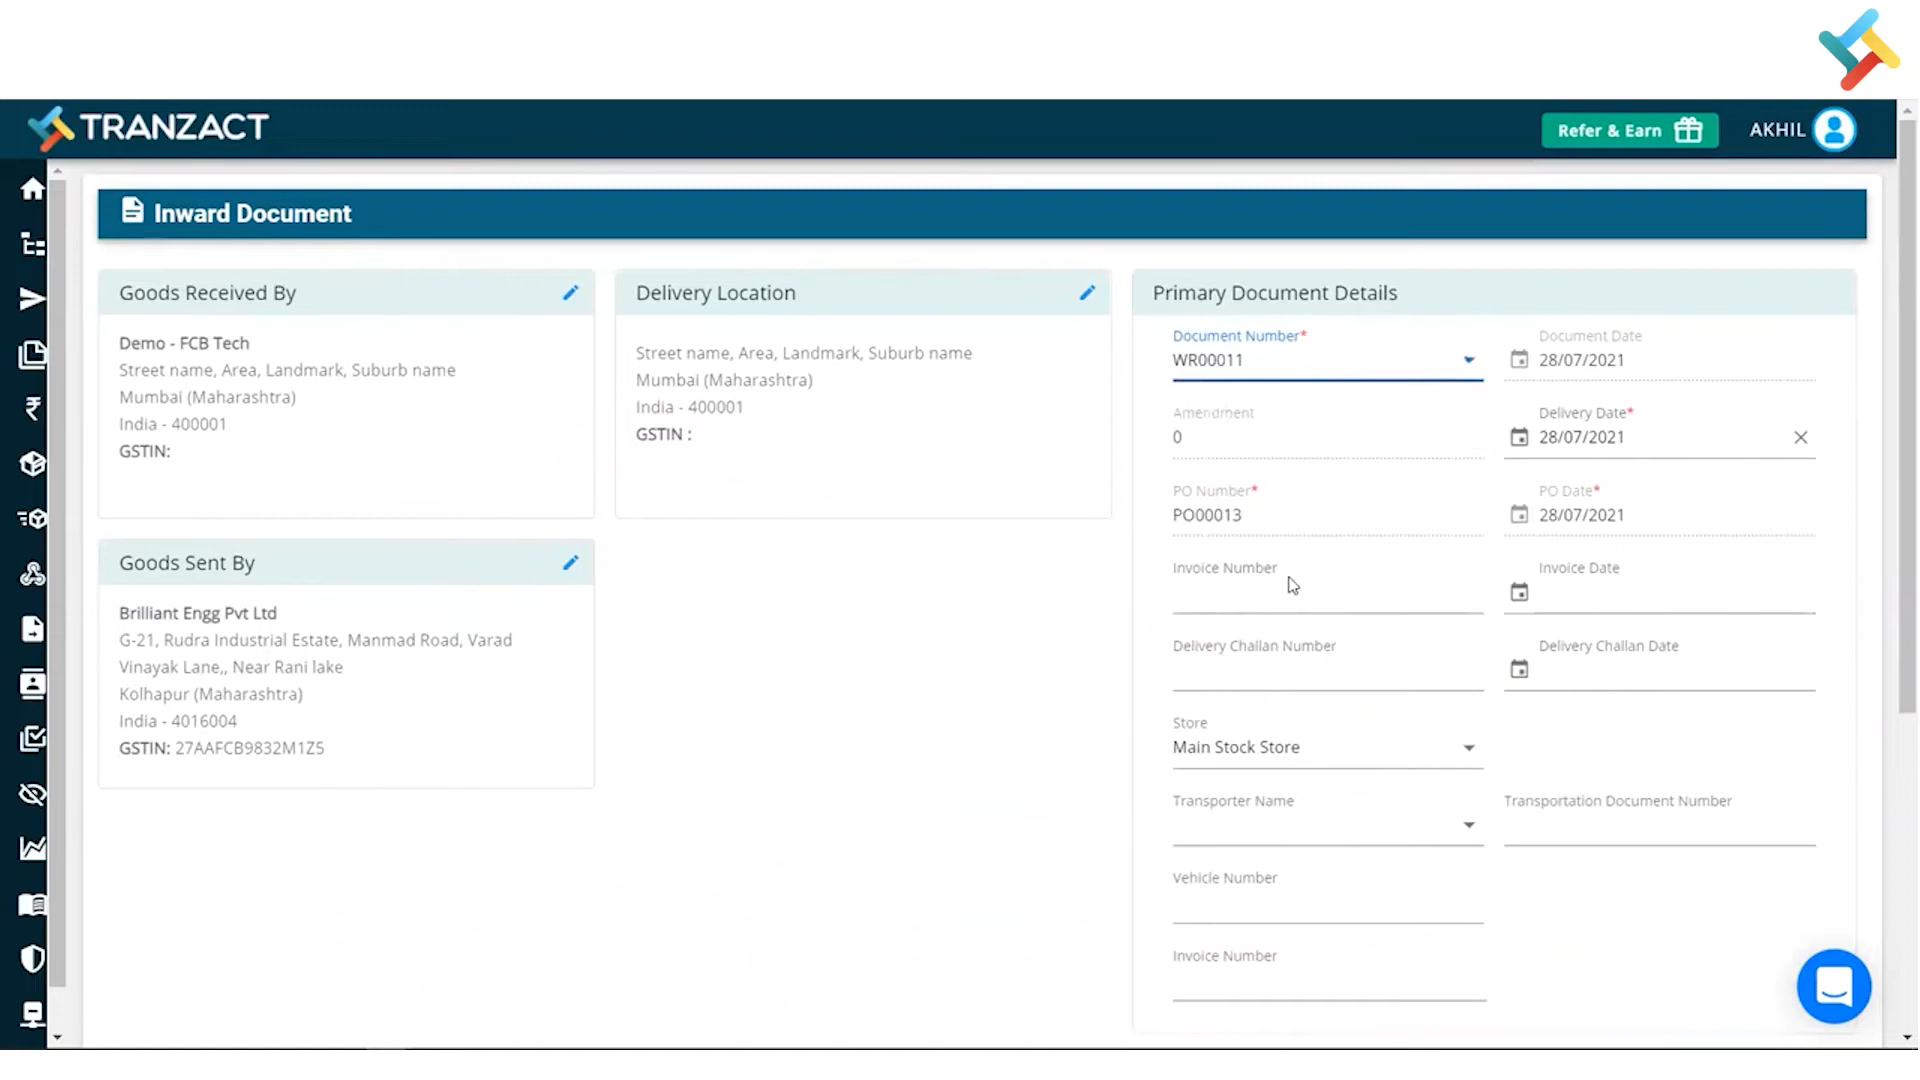 TRANZACT
Refer & Earn
AKHIL
Inward Document
Goods Received By
Demo - FCB Tech
Street name, Area, Landmark, Suburb name
Mumbai (Maharashtra)
India - 400001
GSTIN:
Delivery Location
Street name, Area, Landmark, Suburb name
Mumbai (Maharashtra)
India - 400001
GSTIN :
Goods Sent By
Brilliant Engg Pvt Ltd
G-21, Rudra Industrial Estate, Manmad Road, Varad
Vinayak Lane,, Near Rani lake
Kolhapur (Maharashtra)
India - 4016004
GSTIN: 27AAFCB9832M1Z5
Primary Document Details
Document Number*
WR00011
Document Date
28/07/2021
Amendment
0
Delivery Date*
28/07/2021
PO Number*
PO00013
PO Date*
28/07/2021
Invoice Number
Invoice Date
Delivery Challan Number
Delivery Challan Date
Store
Main Stock Store
Transporter Name
Transportation Document Number
Vehicle Number
Invoice Number